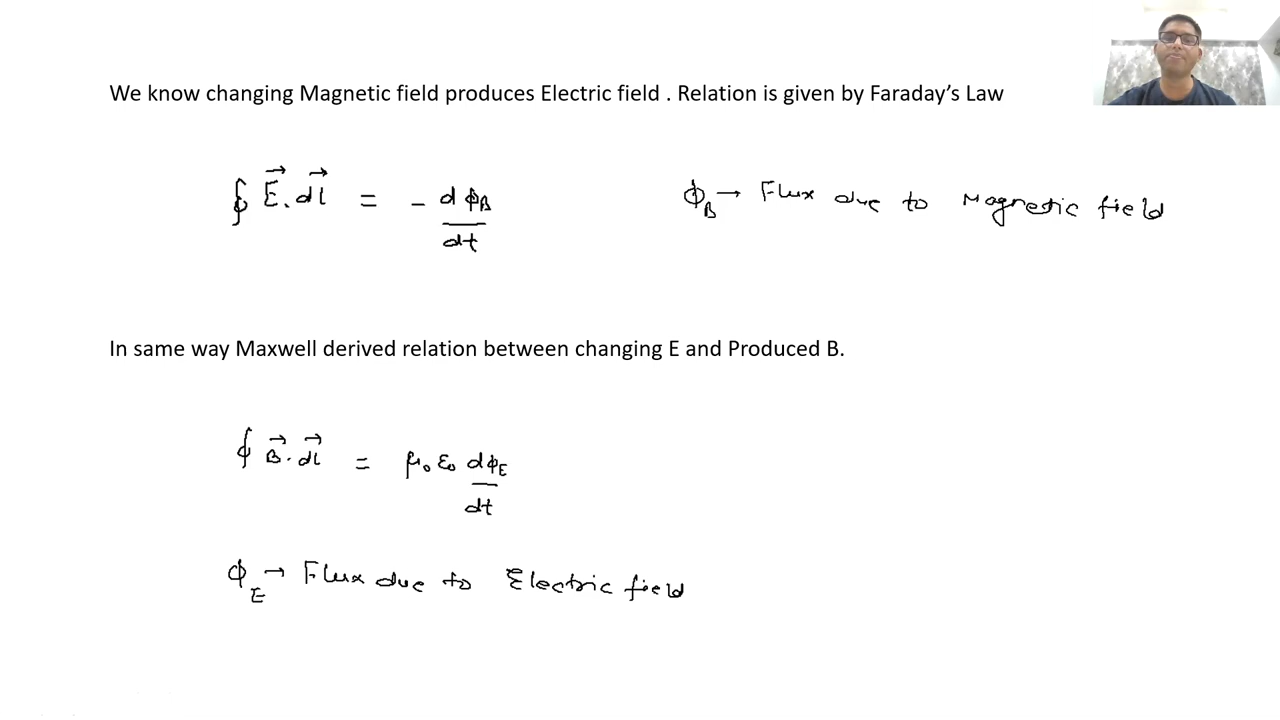 We know changing Magnetic field produces Electric field . Relation is given by Faraday’s Law
∮ E⃗.dl⃗ = - dϕB/dt
ϕB → Flux due to Magnetic field
In same way Maxwell derived relation between changing E and Produced B.
∮ B⃗.dl⃗ = μ₀ε₀ dϕE/dt
ϕE → Flux due to Electric field